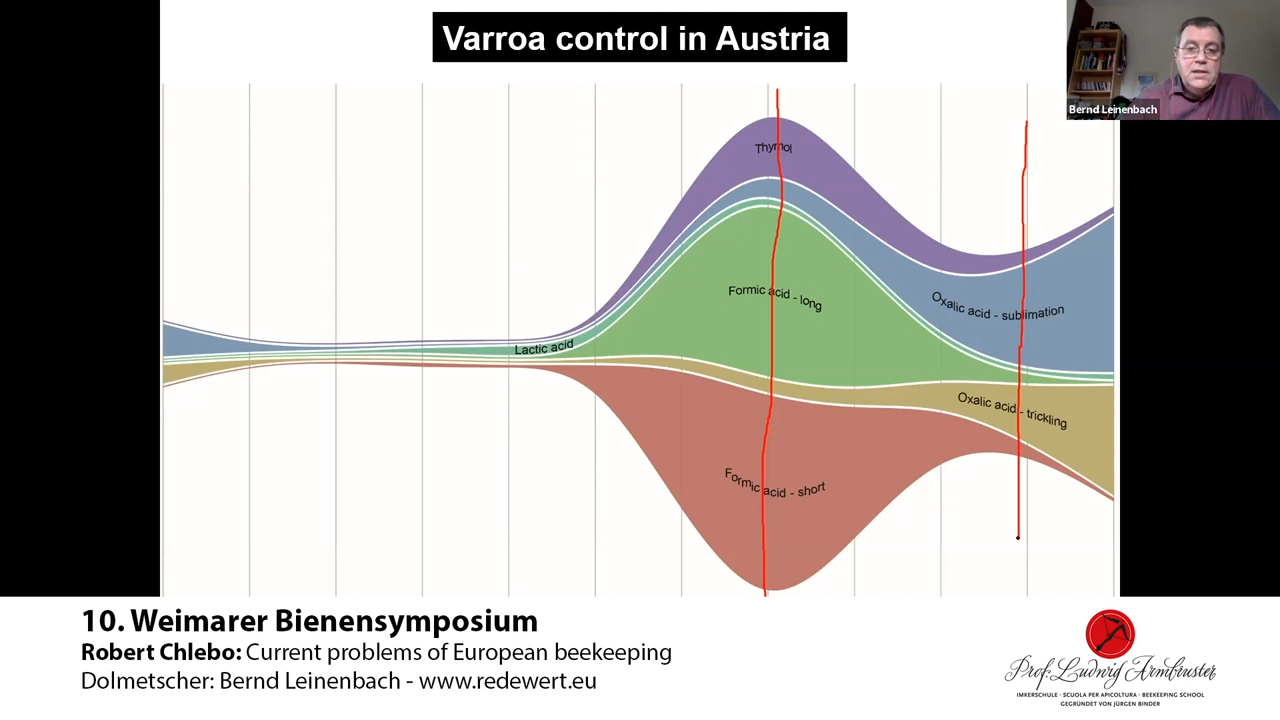 Varroa control in Austria
Bernd Leinenbach
Thymol
Formic acid - long
Oxalic acid - sublimation
Lactic acid
Oxalic acid - trickling
Formic acid - short
10. Weimarer Bienensymposium
Robert Chlebo: Current problems of European beekeeping
Dolmetscher: Bernd Leinenbach - www.redewert.eu
Prof. Ludwig Armbruster
IMKERSCHULE · SCUOLA PER APICOLTURA · BEEKEEPING SCHOOL
GEGRÜNDET VON JÜRGEN BINDER